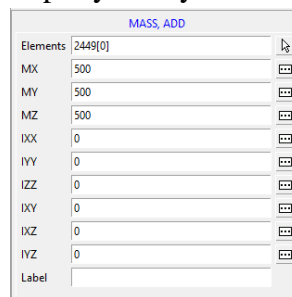 MASS, ADD
Elements 2449[0]
MX 500
MY 500
MZ 500
IXX 0
IYY 0
IZZ 0
IXY 0
IXZ 0
IYZ 0
Label